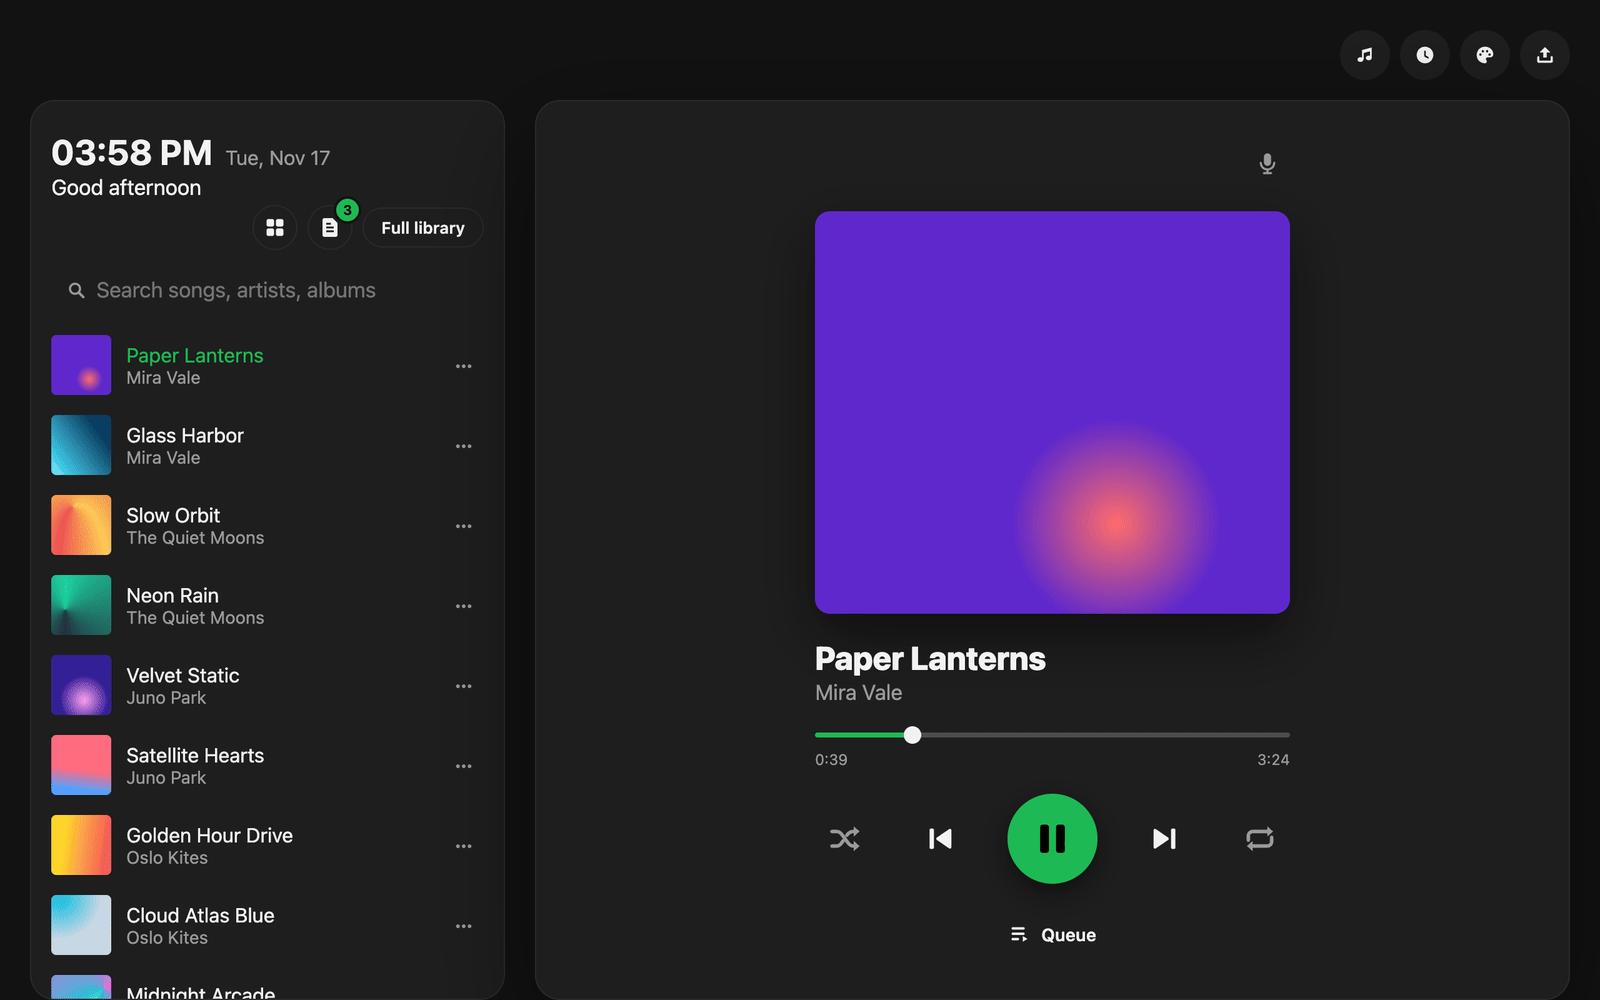 03:58 PM Tue, Nov 17
Good afternoon
3
Full library
Search songs, artists, albums
Paper Lanterns
Mira Vale
Glass Harbor
Mira Vale
Slow Orbit
The Quiet Moons
Neon Rain
The Quiet Moons
Velvet Static
Juno Park
Satellite Hearts
Juno Park
Golden Hour Drive
Oslo Kites
Cloud Atlas Blue
Oslo Kites
Midnight Arcade
Paper Lanterns
Mira Vale
0:39 3:24
Queue